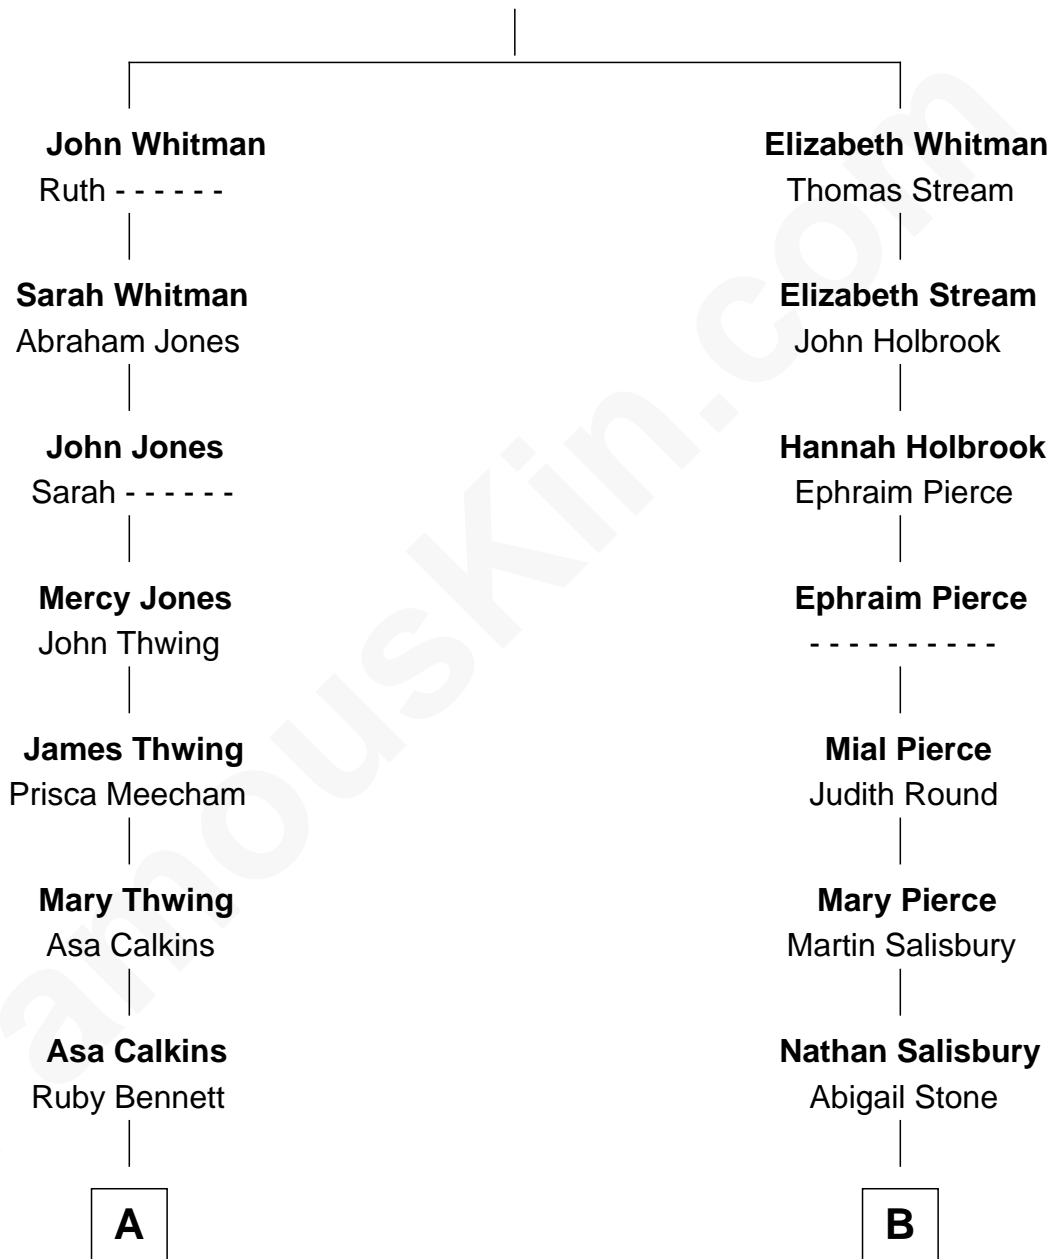 John Whitman
Ruth - - - - - -
Sarah Whitman
Abraham Jones
John Jones
Sarah - - - - - -
Mercy Jones
John Thwing
James Thwing
Prisca Meecham
Mary Thwing
Asa Calkins
Asa Calkins
Ruby Bennett
A
Elizabeth Whitman
Thomas Stream
Elizabeth Stream
John Holbrook
Hannah Holbrook
Ephraim Pierce
Ephraim Pierce
- - - - - - - - - -
Mial Pierce
Judith Round
Mary Pierce
Martin Salisbury
Nathan Salisbury
Abigail Stone
B
amouskin.com